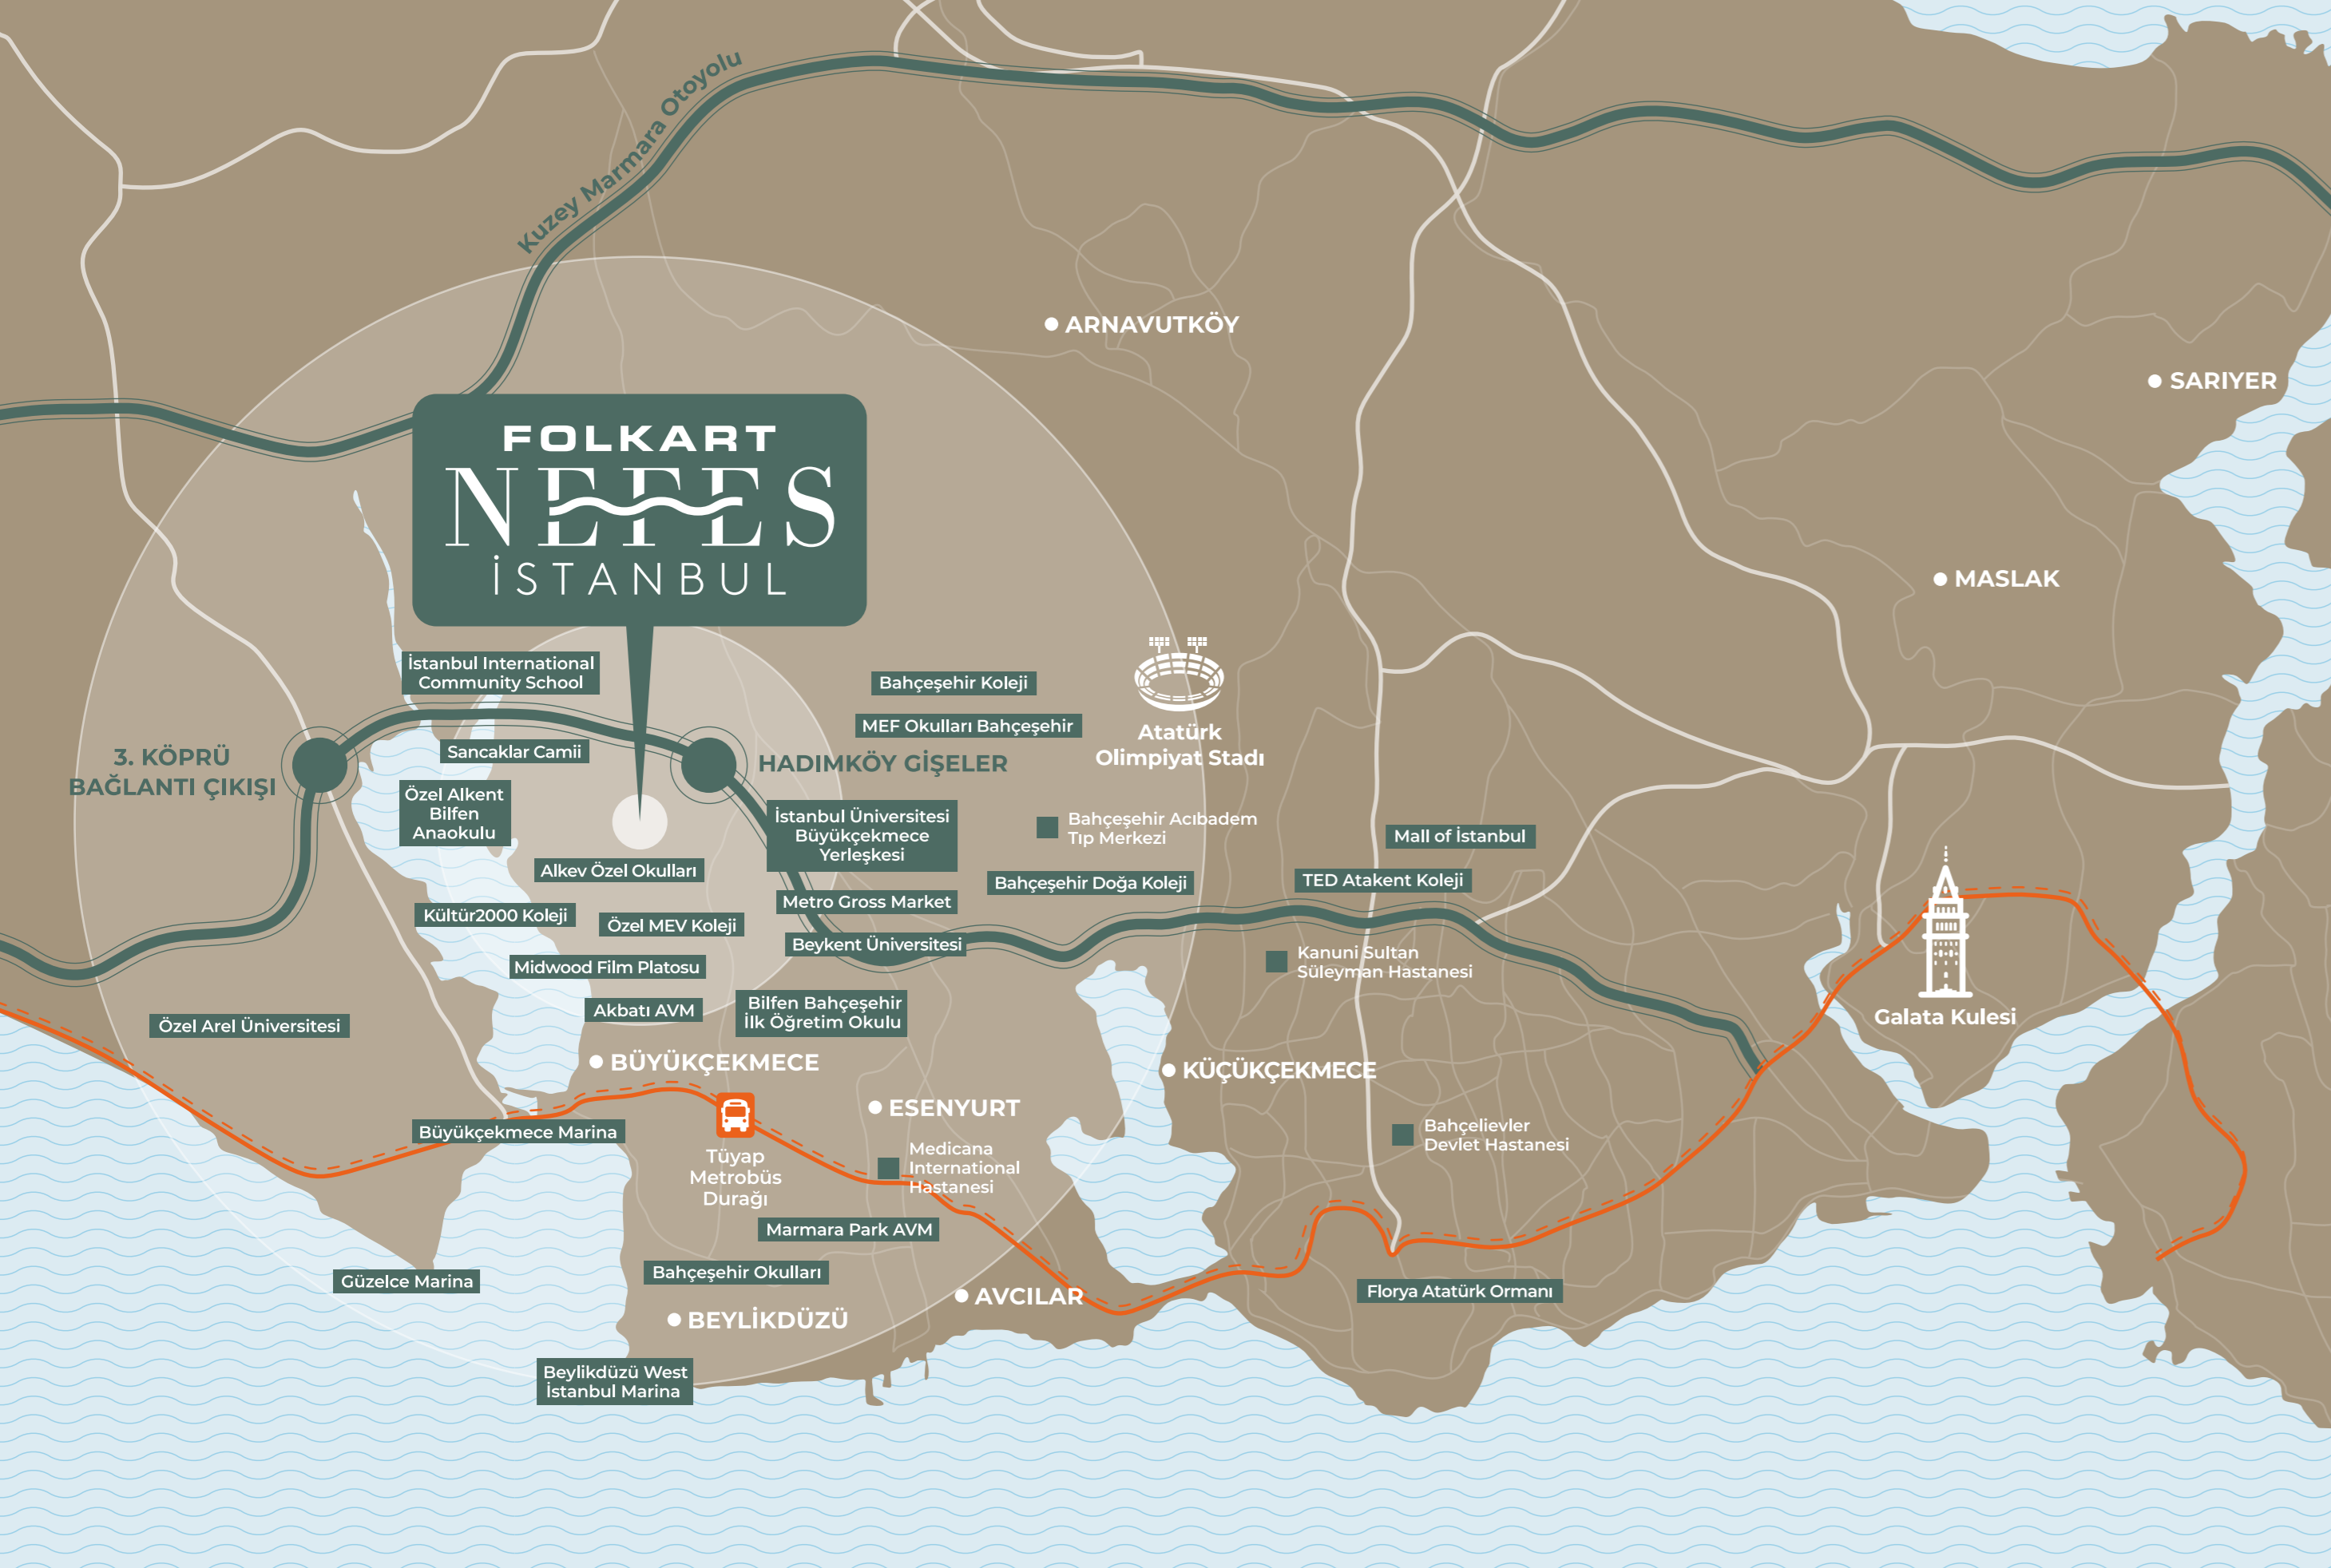 Kuzey Marmara Otoyolu
ARNAVUTKÖY
SARIYER
FOLKART
NEFES
İSTANBUL
MASLAK
İstanbul International
Community School
Bahçeşehir Koleji
MEF Okulları Bahçeşehir
Atatürk
Olimpiyat Stadı
Sancaklar Camii
3. KÖPRÜ
BAĞLANTI ÇIKIŞI
HADIMKÖY GİŞELER
Özel Alkent
Bilfen
Anaokulu
İstanbul Üniversitesi
Büyükçekmece
Yerleşkesi
Bahçeşehir Acıbadem
Tıp Merkezi
Mall of İstanbul
Alkev Özel Okulları
Bahçeşehir Doğa Koleji
TED Atakent Koleji
Metro Gross Market
Kültür2000 Koleji
Özel MEV Koleji
Beykent Üniversitesi
Kanuni Sultan
Süleyman Hastanesi
Midwood Film Platosu
Akbatı AVM
Bilfen Bahçeşehir
İlk Öğretim Okulu
Galata Kulesi
Özel Arel Üniversitesi
BÜYÜKÇEKMECE
KÜÇÜKÇEKMECE
ESENYURT
Büyükçekmece Marina
Bahçelievler
Devlet Hastanesi
Tüyap
Metrobüs
Durağı
Medicana
International
Hastanesi
Marmara Park AVM
Bahçeşehir Okulları
Güzelce Marina
AVCILAR
Florya Atatürk Ormanı
BEYLİKDÜZÜ
Beylikdüzü West
İstanbul Marina